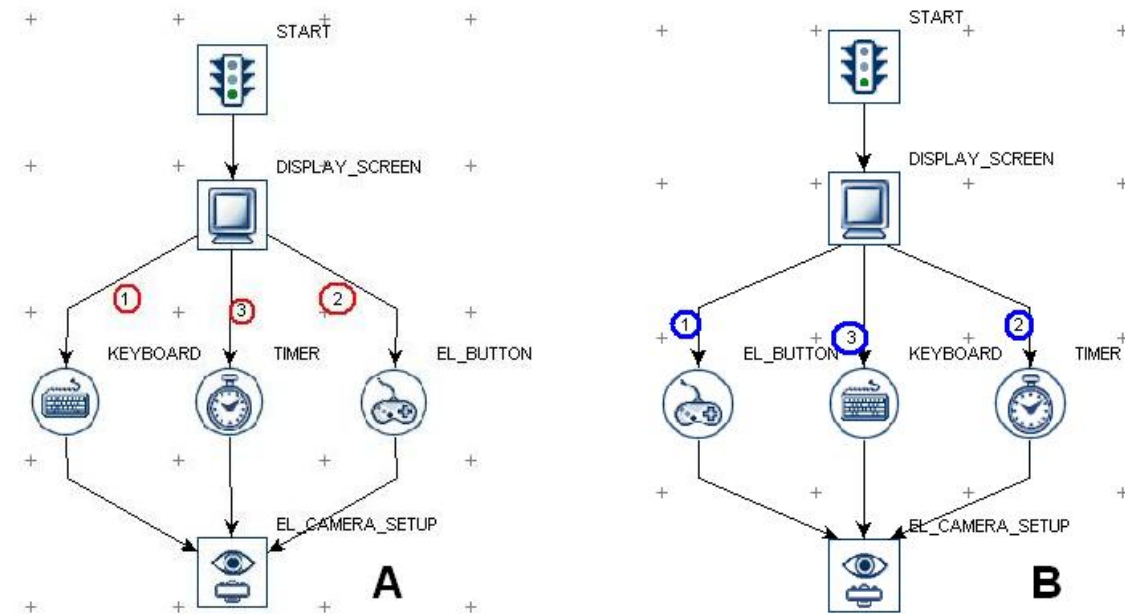 START
DISPLAY_SCREEN
1
3
2
KEYBOARD
TIMER
EL_BUTTON
EL_CAMERA_SETUP
A
START
DISPLAY_SCREEN
1
3
2
EL_BUTTON
KEYBOARD
TIMER
EL_CAMERA_SETUP
B